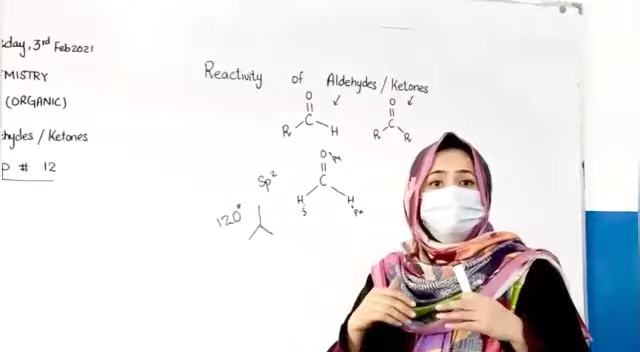 day, 3rd Feb 2021
MISTRY
(ORGANIC)
hydes / Ketones
# 12
Reactivity of Aldehydes / Ketones
O O
C C
R H R R
Sp²
O
C
H H
S
120°